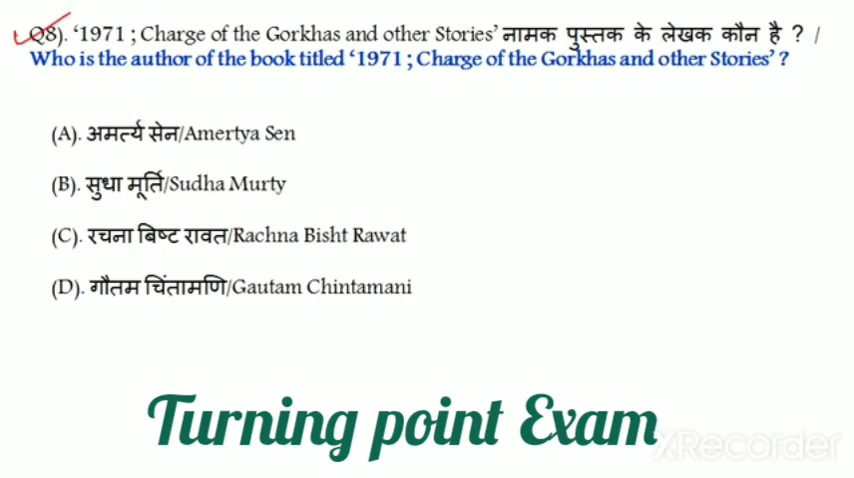 Q8). ‘1971 ; Charge of the Gorkhas and other Stories’ नामक पुस्तक के लेखक कौन है ? /
Who is the author of the book titled ‘1971 ; Charge of the Gorkhas and other Stories’ ?
(A). अमर्त्य सेन/Amertya Sen
(B). सुधा मूर्ति/Sudha Murty
(C). रचना बिष्ट रावत/Rachna Bisht Rawat
(D). गौतम चिंतामणि/Gautam Chintamani
Turning point Exam
XRecorder